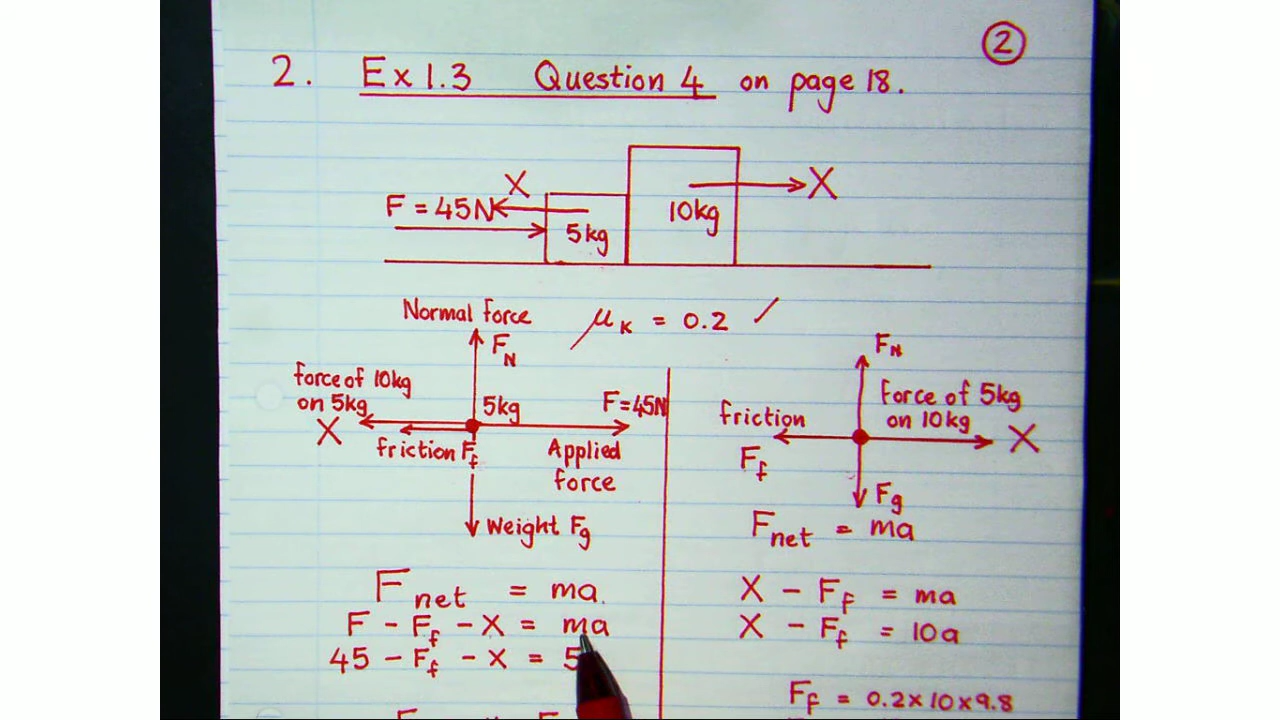 2
2. Ex 1.3 Question 4 on page 18.
X
X
F = 45N
5kg
10kg
Normal force
μK = 0.2
FN
force of 10kg
on 5kg
X
5kg
F=45N
friction Ff
Applied
force
Weight Fg
Fnet = ma
F - Ff - X = ma
45 - Ff - X = 5
FN
friction
Force of 5kg
on 10kg
X
Ff
Fg
Fnet = ma
X - Ff = ma
X - Ff = 10a
Ff = 0.2×10×9.8